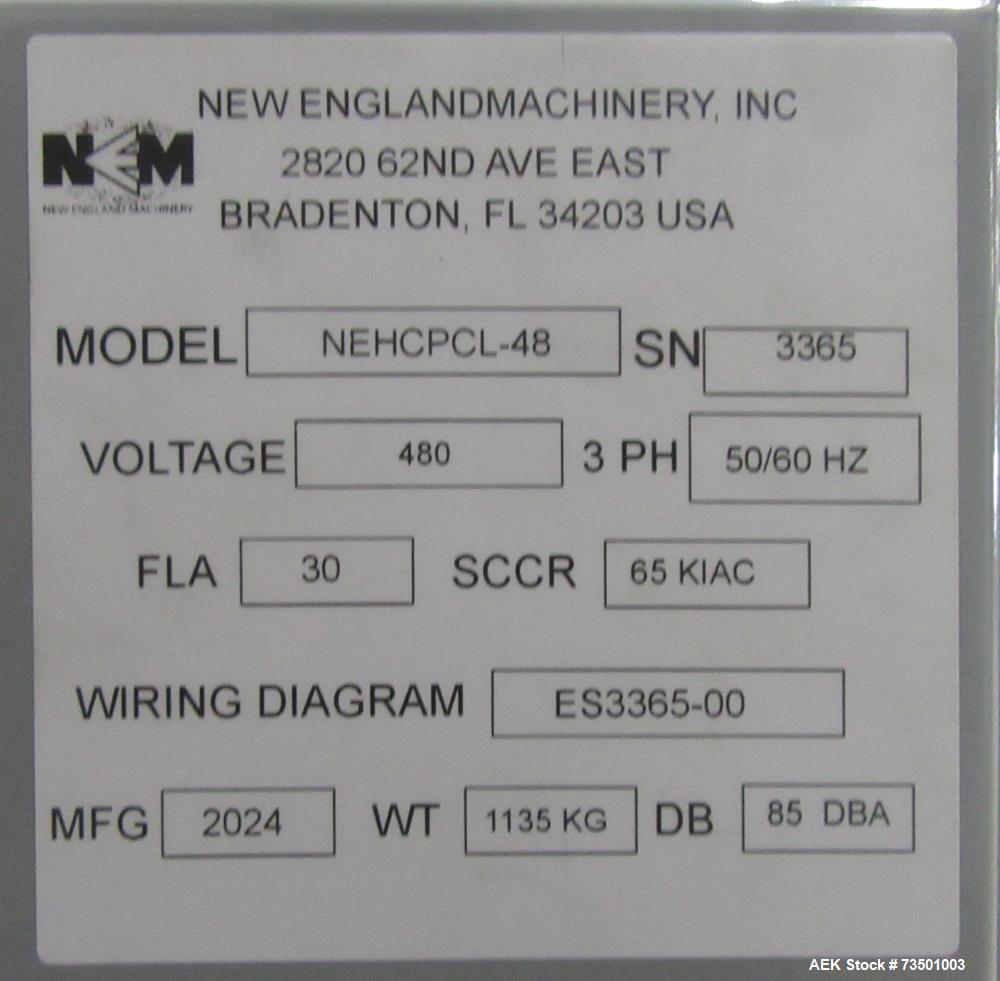 NEW ENGLANDMACHINERY, INC
2820 62ND AVE EAST
BRADENTON, FL 34203 USA
NEM
NEW ENGLAND MACHINERY
MODEL NEHCPCL-48 SN 3365
VOLTAGE 480 3 PH 50/60 HZ
FLA 30 SCCR 65 KIAC
WIRING DIAGRAM ES3365-00
MFG 2024 WT 1135 KG DB 85 DBA
AEK Stock # 73501003